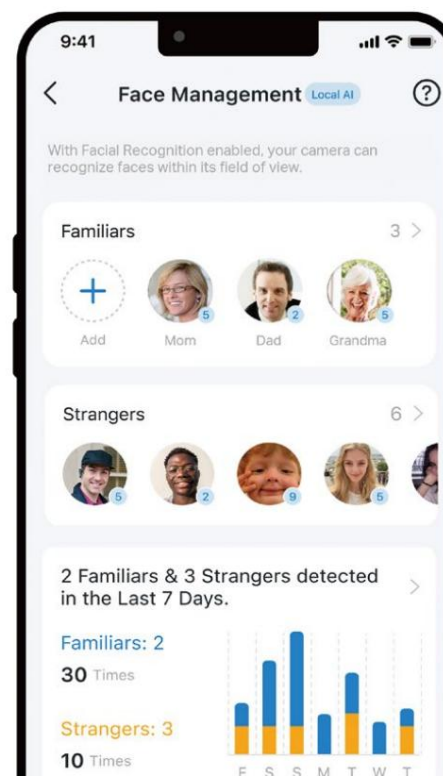 9:41
Face Management Local AI ?
With Facial Recognition enabled, your camera can
recognize faces within its field of view.
Familiars 3 >
5 2 5
Add Mom Dad Grandma
Strangers 6 >
5 2 9 5
2 Familiars & 3 Strangers detected
in the Last 7 Days.
Familiars: 2
30 Times
Strangers: 3
10 Times
F S S M T W T